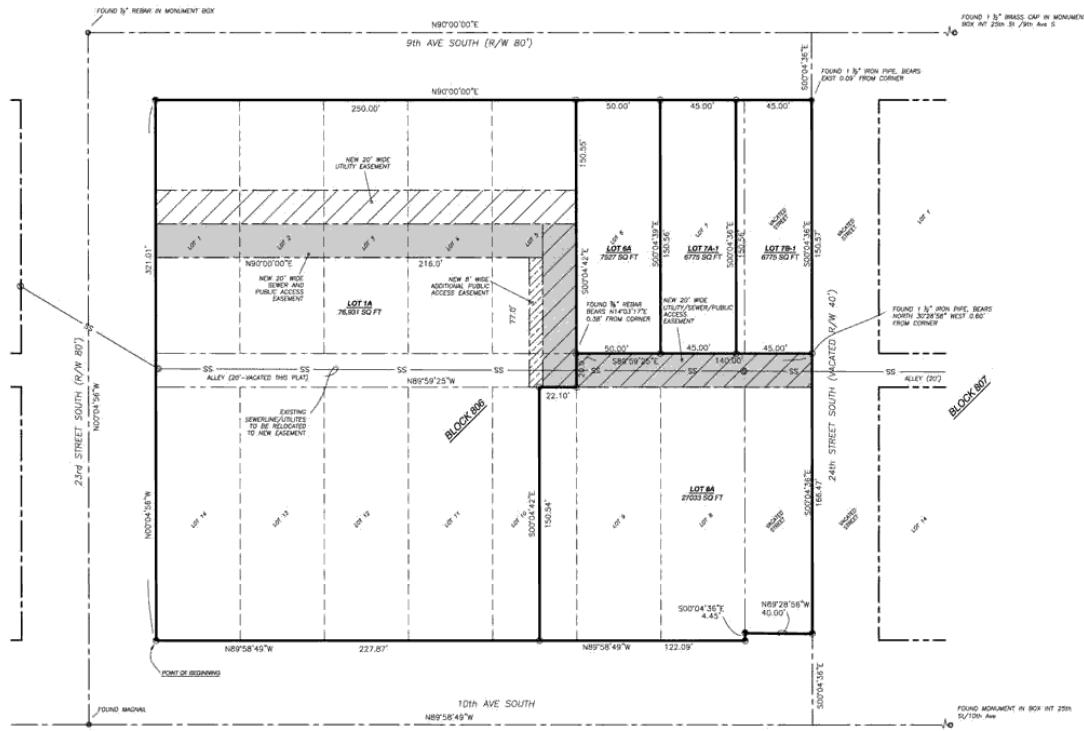 FOUND 5/8" REBAR IN MONUMENT BOX
N90°00'00"E
9th AVE SOUTH (R/W 80')
FOUND 1 ½" BRASS CAP IN MONUMENT
BOX INT 25th St /9th Ave S
S00°04'36"E
FOUND 1 ½" IRON PIPE, BEARS
EAST 0.09' FROM CORNER
N90°00'00"E
250.00'
50.00'
45.00'
45.00'
NEW 20' WIDE
UTILITY EASEMENT
150.55'
321.01'
LOT 1
LOT 2
LOT 3
LOT 4
LOT 5
N90°00'00"E
216.0'
NEW 20' WIDE
SEWER AND
PUBLIC ACCESS
EASEMENT
NEW 8' WIDE
ADDITIONAL PUBLIC
ACCESS EASEMENT
77.0'
LOT 1A
76,931 SQ FT
S00°04'42"E
LOT 6
LOT 6A
7527 SQ FT
S00°04'39"E
150.56'
LOT 7
LOT 7A-1
6775 SQ FT
150.56'
VACATED
STREET
LOT 7B-1
6775 SQ FT
S00°04'36"E
150.57'
VACATED
STREET
LOT 1
FOUND 5/8" REBAR
BEARS N14°03'17"E
0.38' FROM CORNER
NEW 20' WIDE
UTILITY/SEWER/PUBLIC
ACCESS
EASEMENT
FOUND 1 ½" IRON PIPE, BEARS
NORTH 30°28'58" WEST 0.60'
FROM CORNER
50.00'
45.00'
45.00'
S89°59'25"E
140.00'
SS
SS
SS
SS
SS
SS
SS
SS
SS
ALLEY (20'-VACATED THIS PLAT)
N89°59'25"W
ALLEY (20')
22.10'
23rd STREET SOUTH (R/W 80')
N00°04'56"W
EXISTING
SEWERLINE/UTILITES
TO BE RELOCATED
TO NEW EASEMENT
BLOCK 806
24th STREET SOUTH (VACATED R/W 40')
BLOCK 807
N00°04'56"W
LOT 14
LOT 13
LOT 12
LOT 11
LOT 10
S00°04'42"E
150.54'
LOT 9
LOT 8
LOT 8A
27033 SQ FT
VACATED
STREET
S00°04'36"E
166.47'
VACATED
STREET
LOT 14
S00°04'36"E
4.45'
N89°28'56"W
40.00'
N89°58'49"W
227.87'
N89°58'49"W
122.09'
POINT OF BEGINNING
S00°04'36"E
10th AVE SOUTH
N89°58'49"W
FOUND MAGNAIL
FOUND MONUMENT IN BOX INT 25th
St/10th Ave